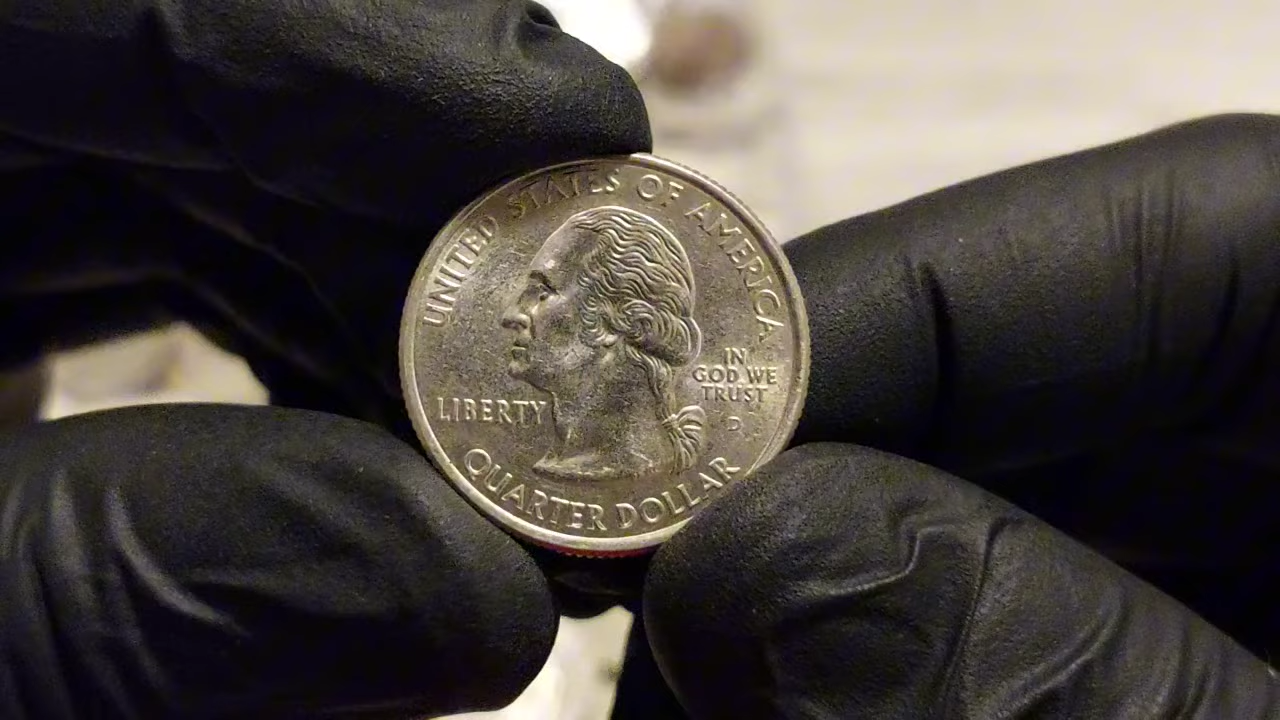 UNITED STATES OF AMERICA
LIBERTY
IN
GOD WE
TRUST
D
QUARTER DOLLAR